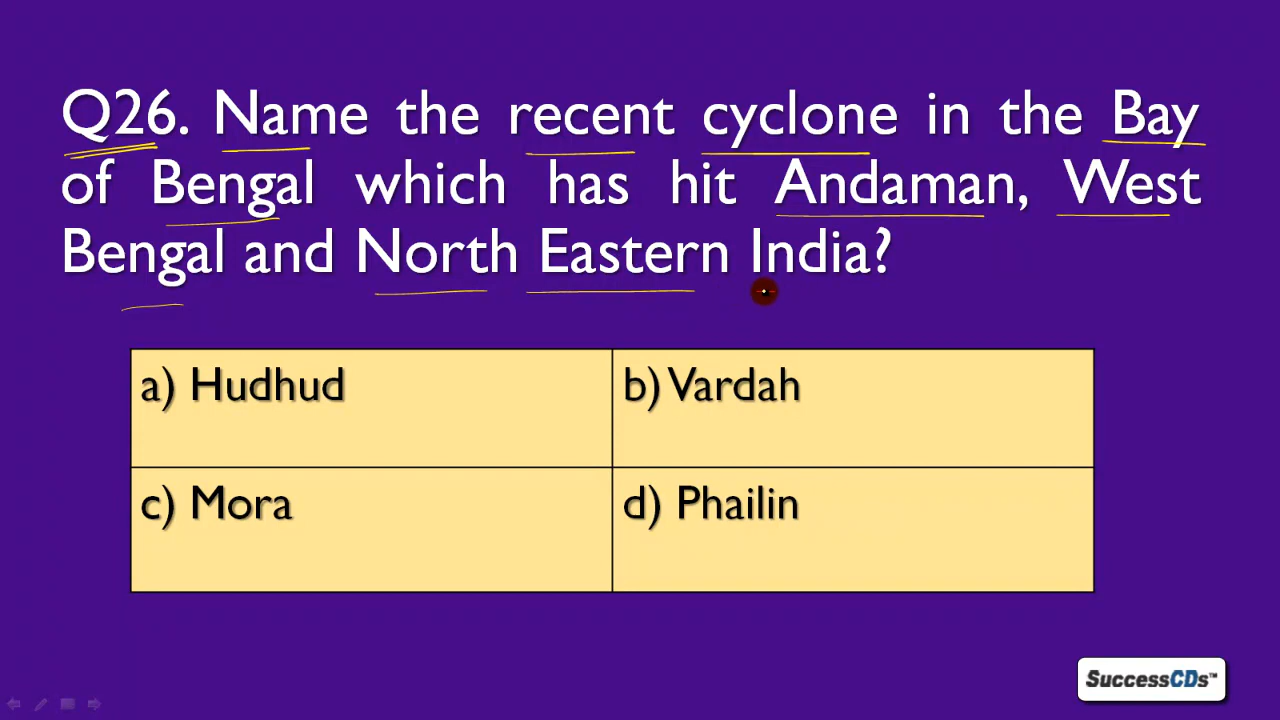 Q26. Name the recent cyclone in the Bay
of Bengal which has hit Andaman, West
Bengal and North Eastern India?
a) Hudhud
b) Vardah
c) Mora
d) Phailin
SuccessCDs™